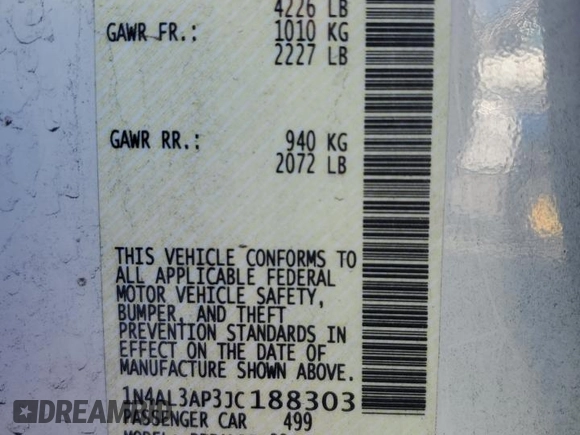 4226 LB
GAWR FR.: 1010 KG
2227 LB
GAWR RR.: 940 KG
2072 LB
THIS VEHICLE CONFORMS TO
ALL APPLICABLE FEDERAL
MOTOR VEHICLE SAFETY,
BUMPER, AND THEFT
PREVENTION STANDARDS IN
EFFECT ON THE DATE OF
MANUFACTURE SHOWN ABOVE.
1N4AL3AP3JC188303
PASSENGER CAR 499